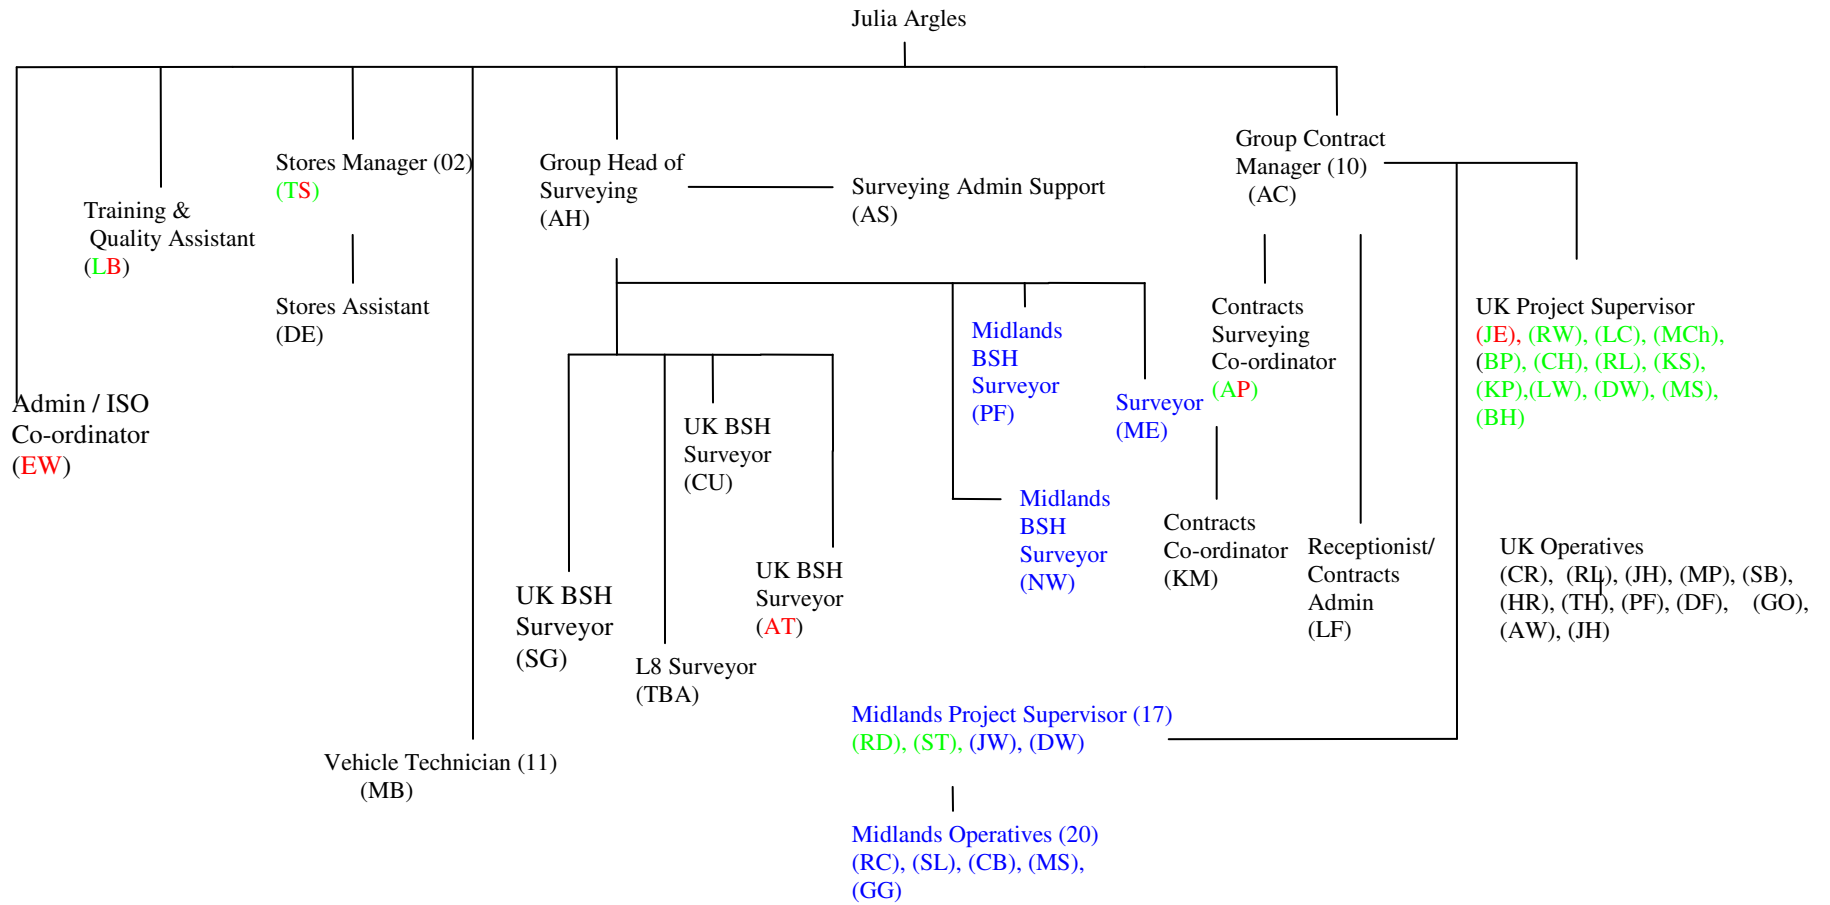 Julia Argles
Group Contract
Manager (10)
(AC)
Stores Manager (02)
(TS)
Group Head of
Surveying
(AH)
Surveying Admin Support
(AS)
Training &
Quality Assistant
(LB)
Stores Assistant
(DE)
Admin / ISO
Co-ordinator
(EW)
Midlands
BSH
Surveyor
(PF)
Surveyor
(ME)
Contracts
Surveying
Co-ordinator
(AP)
UK Project Supervisor
(JE), (RW), (LC), (MCh),
(BP), (CH), (RL), (KS),
(KP),(LW), (DW), (MS),
(BH)
UK BSH
Surveyor
(CU)
Midlands
BSH
Surveyor
(NW)
Contracts
Co-ordinator
(KM)
Receptionist/
Contracts
Admin
(LF)
UK Operatives
(CR), (RL), (JH), (MP), (SB),
(HR), (TH), (PF), (DF), (GO),
(AW), (JH)
UK BSH
Surveyor
(SG)
UK BSH
Surveyor
(AT)
L8 Surveyor
(TBA)
Midlands Project Supervisor (17)
(RD), (ST), (JW), (DW)
Vehicle Technician (11)
(MB)
Midlands Operatives (20)
(RC), (SL), (CB), (MS),
(GG)